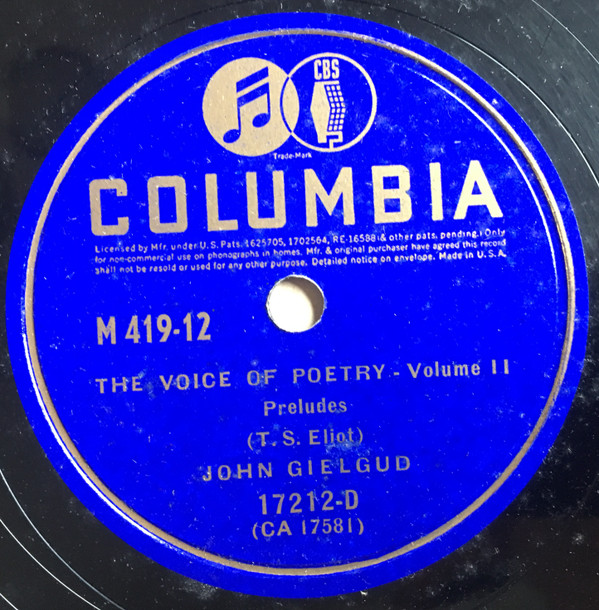 CBS
Trade-Mark
COLUMBIA
Licensed by Mfr. under U.S. Pats. 1625705, 1702564, RE-16588 & other pats. pending. Only
for non-commercial use on phonographs in homes. Mfr. & original purchaser have agreed this record
shall not be resold or used for any other purpose. Detailed notice on envelope. Made in U.S.A.
M 419-12
THE VOICE OF POETRY - Volume II
Preludes
(T. S. Eliot)
JOHN GIELGUD
17212-D
(CA 17581)